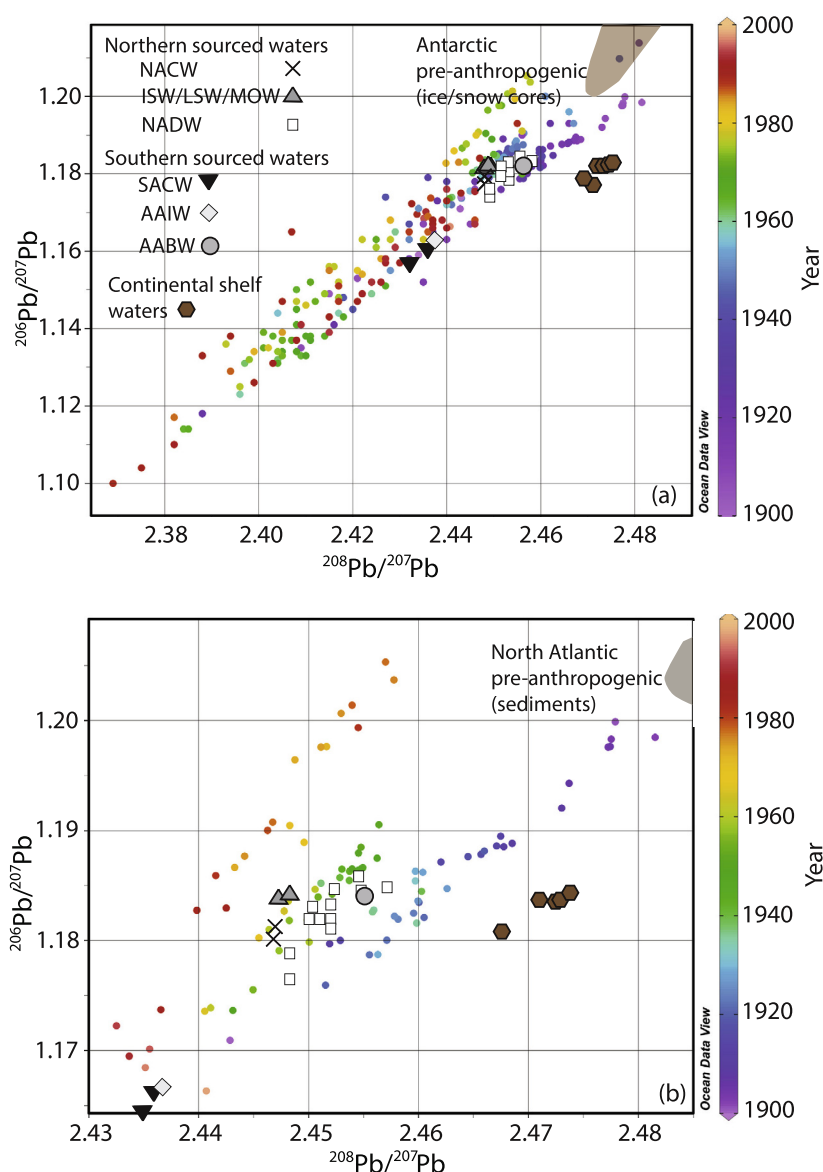 Northern sourced waters
NACW
ISW/LSW/MOW
NADW
Southern sourced waters
SACW
AAIW
AABW
Continental shelf
waters
Antarctic
pre-anthropogenic
(ice/snow cores)
1.20
1.18
1.16
1.14
1.12
1.10
²⁰⁶Pb/²⁰⁷Pb
2.38 2.40 2.42 2.44 2.46 2.48
²⁰⁸Pb/²⁰⁷Pb
(a)
Ocean Data View
2000
1980
1960
1940
1920
1900
Year
North Atlantic
pre-anthropogenic
(sediments)
1.20
1.19
1.18
1.17
²⁰⁶Pb/²⁰⁷Pb
2.43 2.44 2.45 2.46 2.47 2.48
²⁰⁸Pb/²⁰⁷Pb
(b)
Ocean Data View
2000
1980
1960
1940
1920
1900
Year